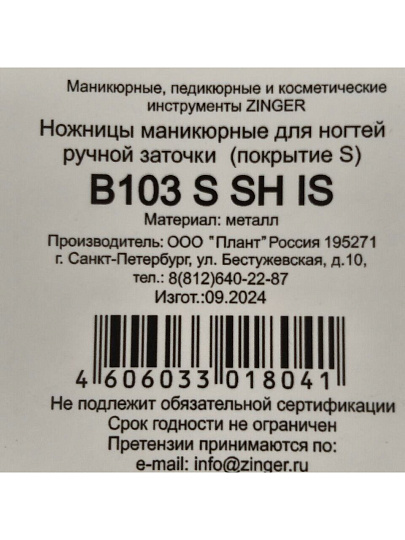 Маникюрные, педикюрные и косметические
инструменты ZINGER
Ножницы маникюрные для ногтей
ручной заточки (покрытие S)
B103 S SH IS
Материал: металл
Производитель: ООО "Плант" Россия 195271
г. Санкт-Петербург, ул. Бестужевская, д.10,
тел.: 8(812)640-22-87
Изгот.:09.2024
4 606033 018041
Не подлежит обязательной сертификации
Срок годности не ограничен
Претензии принимаются по:
e-mail: info@zinger.ru